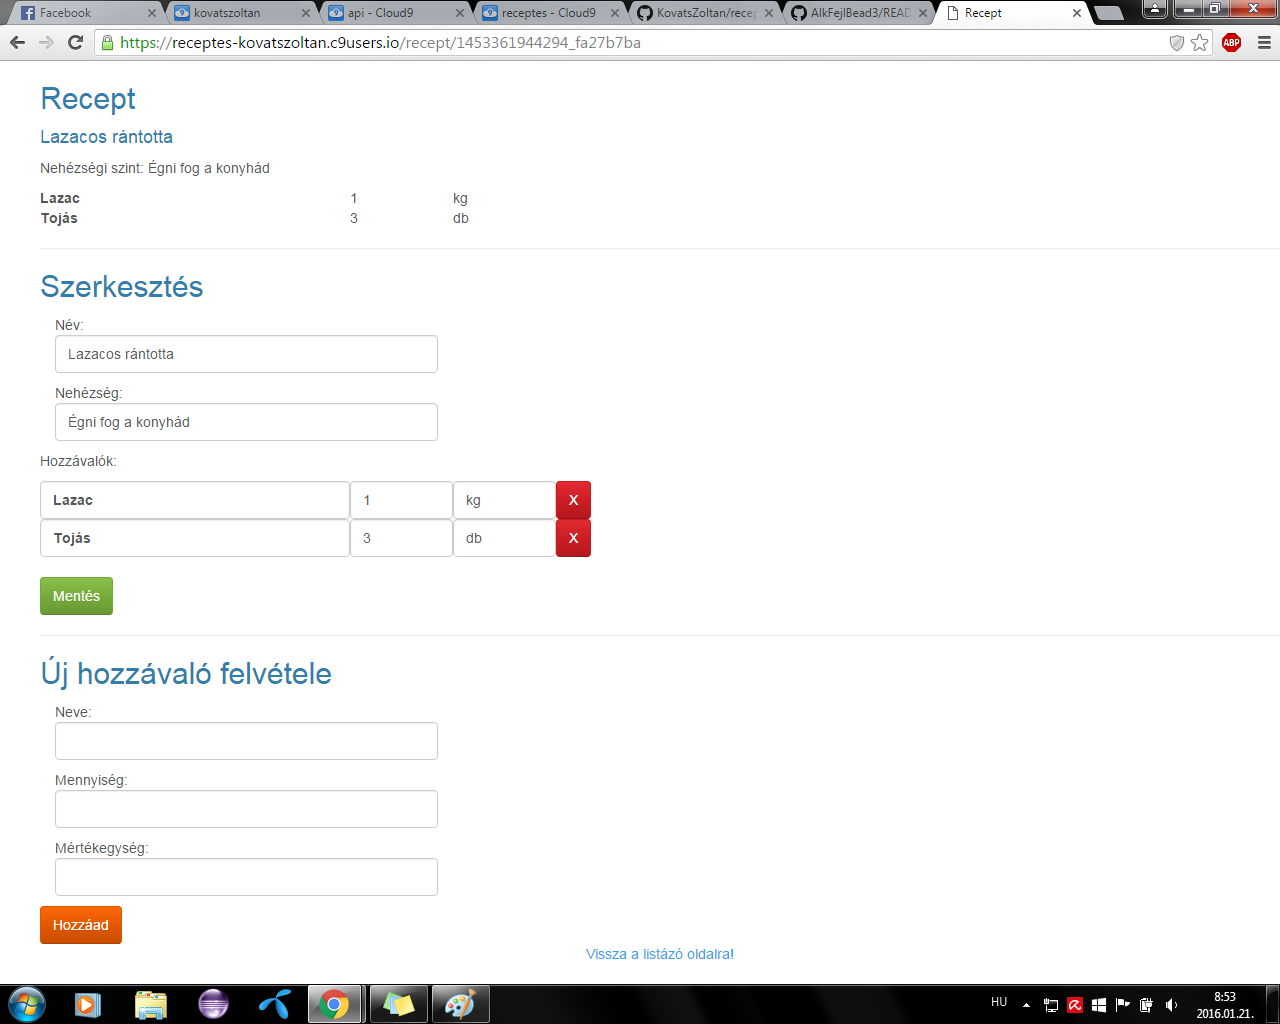 Facebook
kovatszoltan
api - Cloud9
receptes - Cloud9
KovatsZoltan/recep
AlkFejlBead3/READ
Recept
https://receptes-kovatszoltan.c9users.io/recept/1453361944294_fa27b7ba
ABP
Recept
Lazacos rántotta
Nehézségi szint: Égni fog a konyhád
Lazac 1 kg
Tojás 3 db
Szerkesztés
Név:
Lazacos rántotta
Nehézség:
Égni fog a konyhád
Hozzávalók:
Lazac 1 kg X
Tojás 3 db X
Mentés
Új hozzávaló felvétele
Neve:
Mennyiség:
Mértékegység:
Hozzáad
Vissza a listázó oldalra!
HU
8:53
2016.01.21.